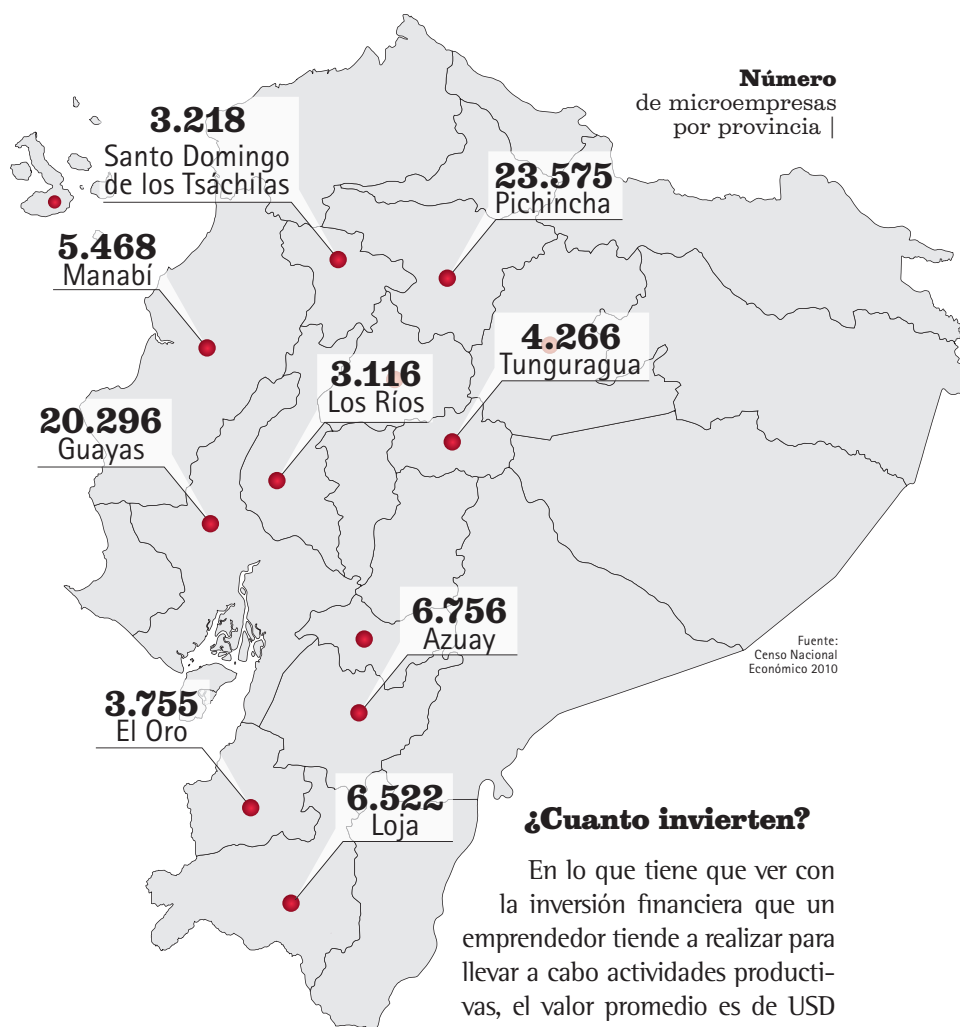 Número
de microempresas
por provincia |
3.218
Santo Domingo
de los Tsáchilas
23.575
Pichincha
5.468
Manabí
4.266
Tunguragua
3.116
Los Ríos
20.296
Guayas
6.756
Azuay
Fuente:
Censo Nacional
Económico 2010
3.755
El Oro
6.522
Loja
¿Cuanto invierten?
En lo que tiene que ver con
la inversión financiera que un
emprendedor tiende a realizar para
llevar a cabo actividades producti-
vas, el valor promedio es de USD